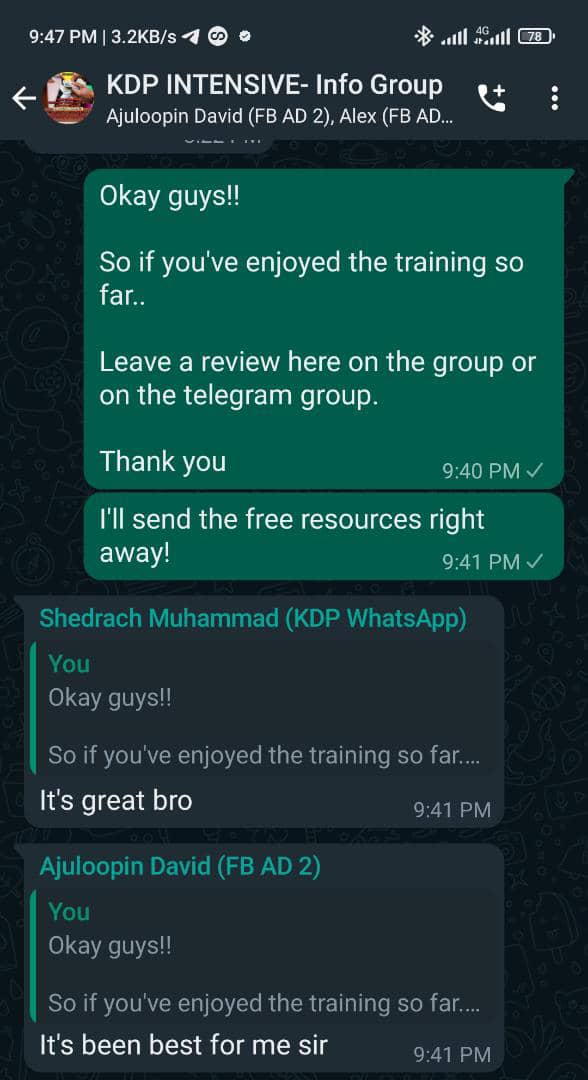 9:47 PM | 3.2KB/s
4G
78
KDP INTENSIVE- Info Group
Ajuloopin David (FB AD 2), Alex (FB AD...
Okay guys!!
So if you've enjoyed the training so
far..
Leave a review here on the group or
on the telegram group.
Thank you
9:40 PM
I'll send the free resources right
away!
9:41 PM
Shedrach Muhammad (KDP WhatsApp)
You
Okay guys!!
So if you've enjoyed the training so far....
It's great bro
9:41 PM
Ajuloopin David (FB AD 2)
You
Okay guys!!
So if you've enjoyed the training so far....
It's been best for me sir
9:41 PM